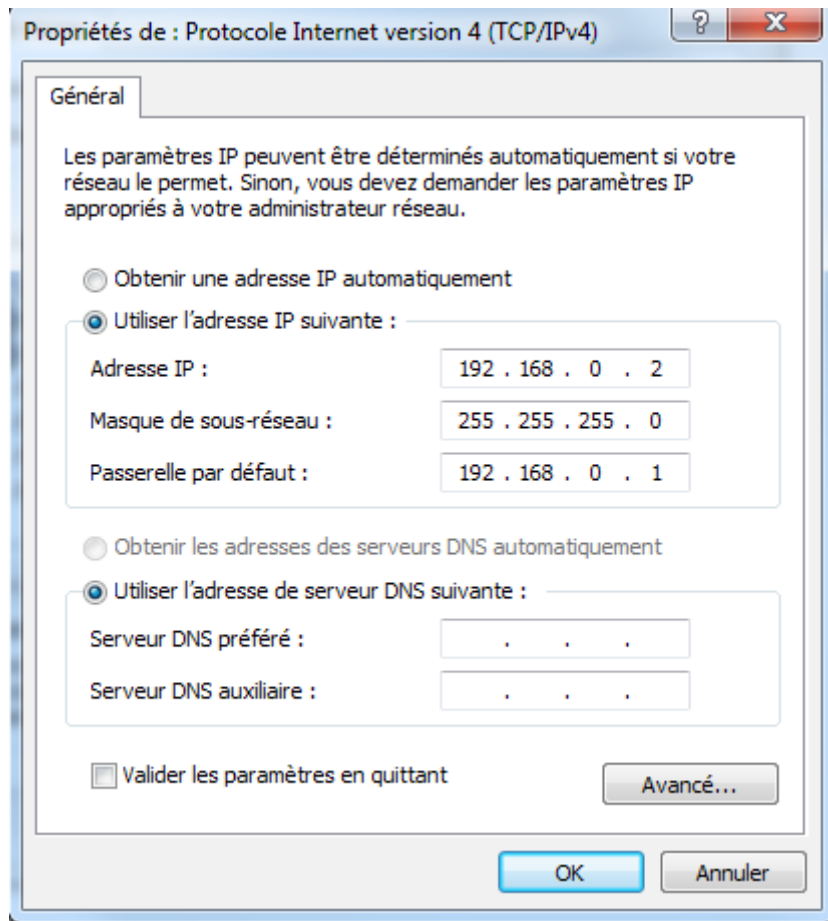 Propriétés de : Protocole Internet version 4 (TCP/IPv4)
?
X
Général
Les paramètres IP peuvent être déterminés automatiquement si votre
réseau le permet. Sinon, vous devez demander les paramètres IP
appropriés à votre administrateur réseau.
Obtenir une adresse IP automatiquement
Utiliser l'adresse IP suivante :
Adresse IP : 192 . 168 . 0 . 2
Masque de sous-réseau : 255 . 255 . 255 . 0
Passerelle par défaut : 192 . 168 . 0 . 1
Obtenir les adresses des serveurs DNS automatiquement
Utiliser l'adresse de serveur DNS suivante :
Serveur DNS préféré : . . .
Serveur DNS auxiliaire : . . .
Valider les paramètres en quittant
Avancé...
OK Annuler